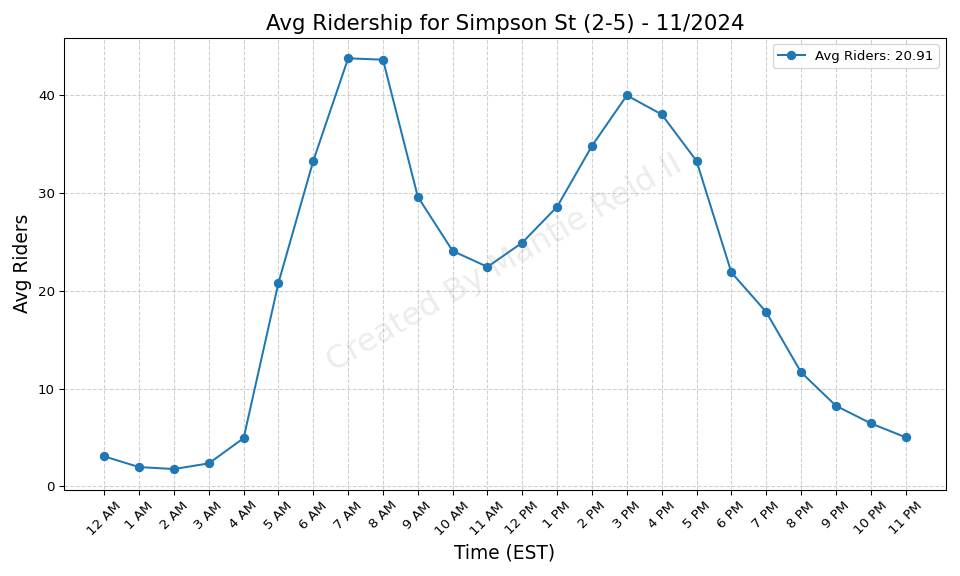 Avg Ridership for Simpson St (2-5) - 11/2024
Avg Riders: 20.91
Avg Riders
40
30
20
10
0
Created By Mantie Reid II
12 AM
1 AM
2 AM
3 AM
4 AM
5 AM
6 AM
7 AM
8 AM
9 AM
10 AM
11 AM
12 PM
1 PM
2 PM
3 PM
4 PM
5 PM
6 PM
7 PM
8 PM
9 PM
10 PM
11 PM
Time (EST)